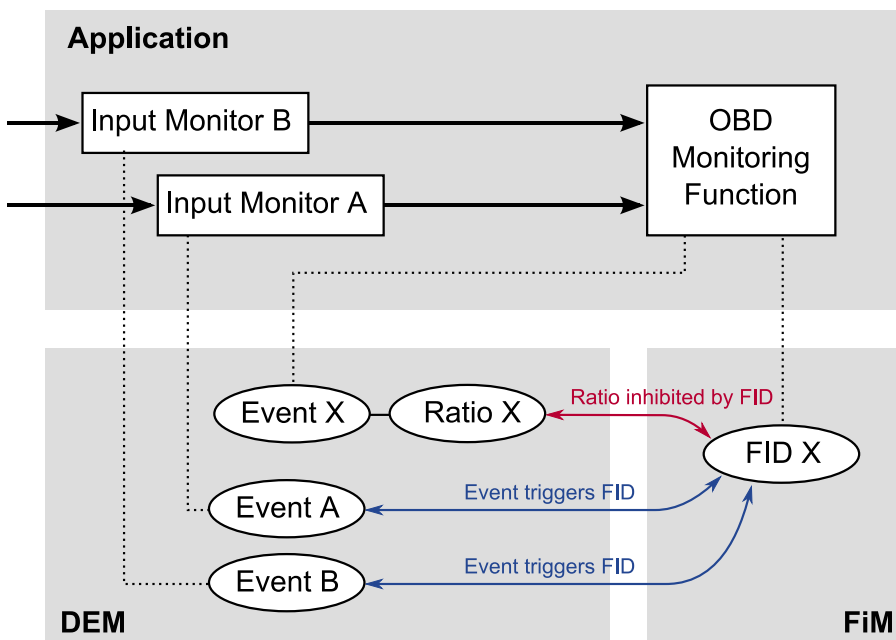 Application
Input Monitor B
OBD
Monitoring
Function
Input Monitor A
Event X
Ratio X
Ratio inhibited by FID
FID X
Event A
Event triggers FID
Event B
Event triggers FID
DEM
FiM